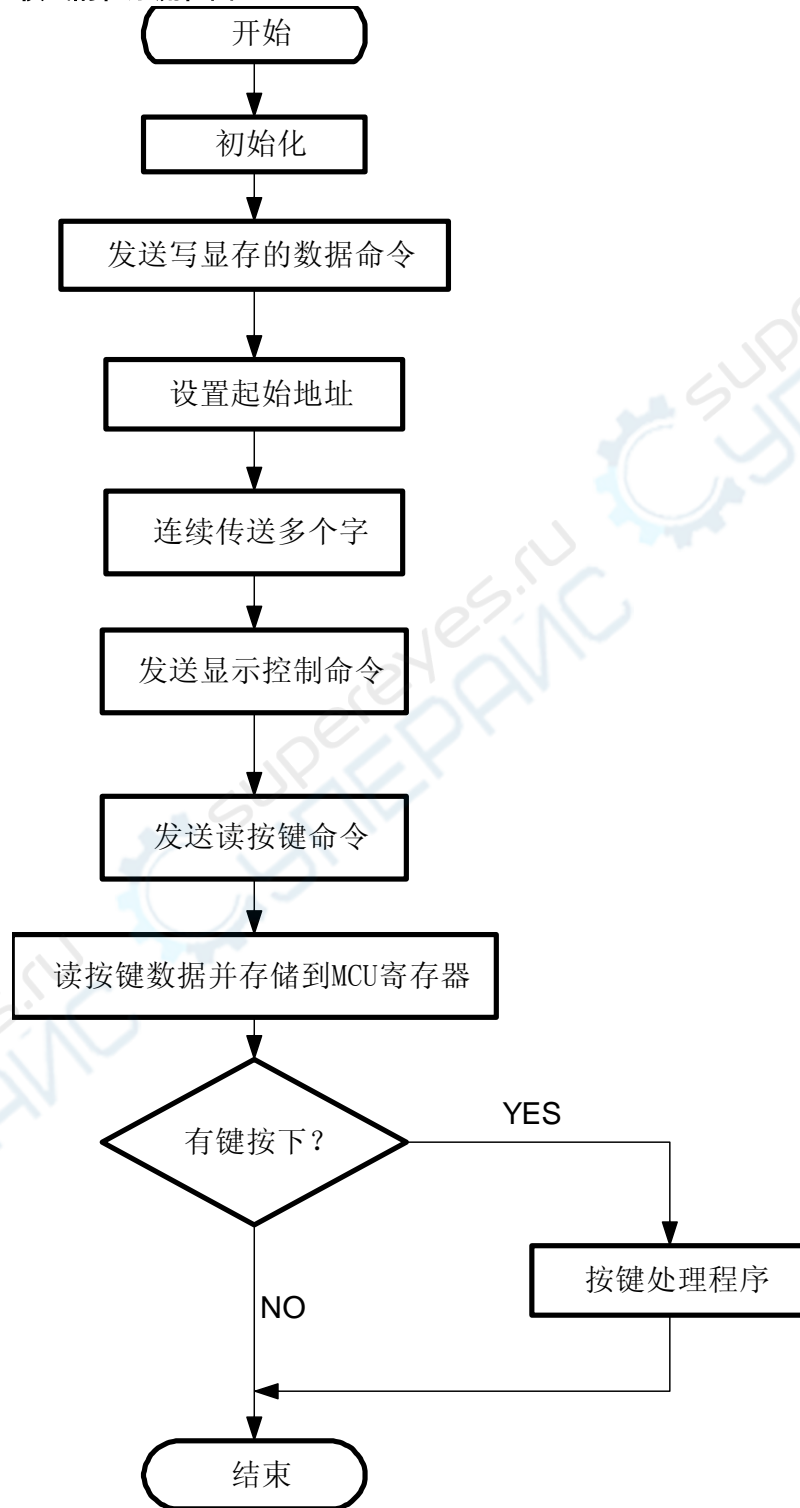 开始
初始化
发送写显存的数据命令
设置起始地址
连续传送多个字
发送显示控制命令
发送读按键命令
读按键数据并存储到MCU寄存器
有键按下？
YES
按键处理程序
NO
结束
supereyes.ru
СУПЕРАЙС